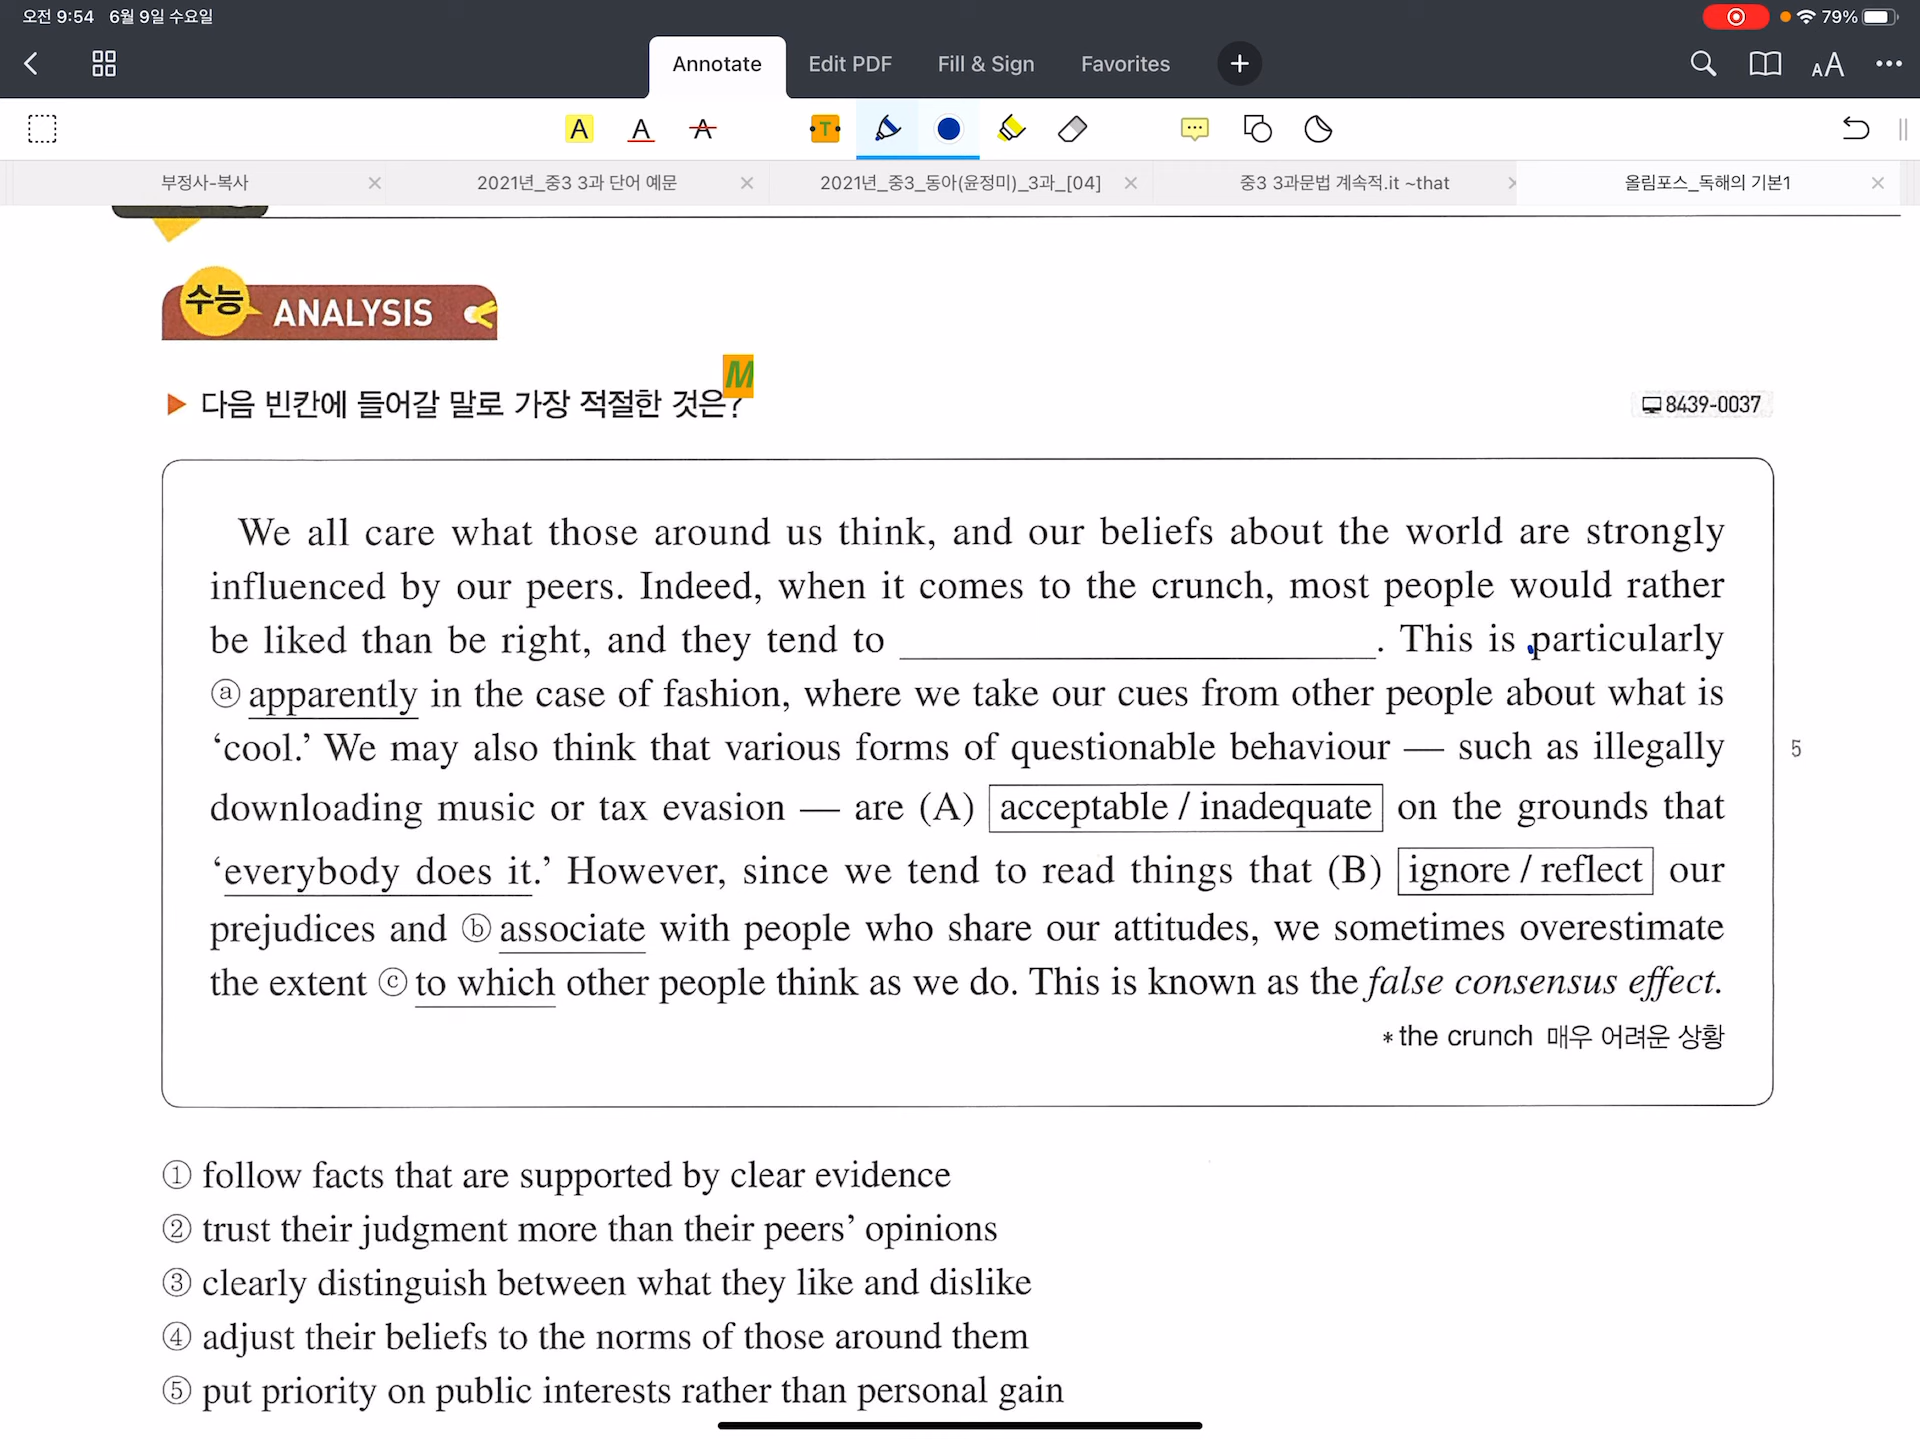 오전 9:54 6월 9일 수요일
79%
Annotate Edit PDF Fill & Sign Favorites
AA
A A A T
부정사-복사 2021년_중3 3과 단어 예문 2021년_중3_동아(윤정미)_3과_[04] 중3 3과문법 계속적.it ~that 올림포스_독해의 기본1
수능 ANALYSIS
M
다음 빈칸에 들어갈 말로 가장 적절한 것은?
8439-0037
We all care what those around us think, and our beliefs about the world are strongly
influenced by our peers. Indeed, when it comes to the crunch, most people would rather
be liked than be right, and they tend to ____________________. This is particularly
ⓐ apparently in the case of fashion, where we take our cues from other people about what is
‘cool.’ We may also think that various forms of questionable behaviour — such as illegally
5
downloading music or tax evasion — are (A) acceptable / inadequate on the grounds that
‘everybody does it.’ However, since we tend to read things that (B) ignore / reflect our
prejudices and ⓑ associate with people who share our attitudes, we sometimes overestimate
the extent ⓒ to which other people think as we do. This is known as the false consensus effect.
*the crunch 매우 어려운 상황
① follow facts that are supported by clear evidence
② trust their judgment more than their peers’ opinions
③ clearly distinguish between what they like and dislike
④ adjust their beliefs to the norms of those around them
⑤ put priority on public interests rather than personal gain